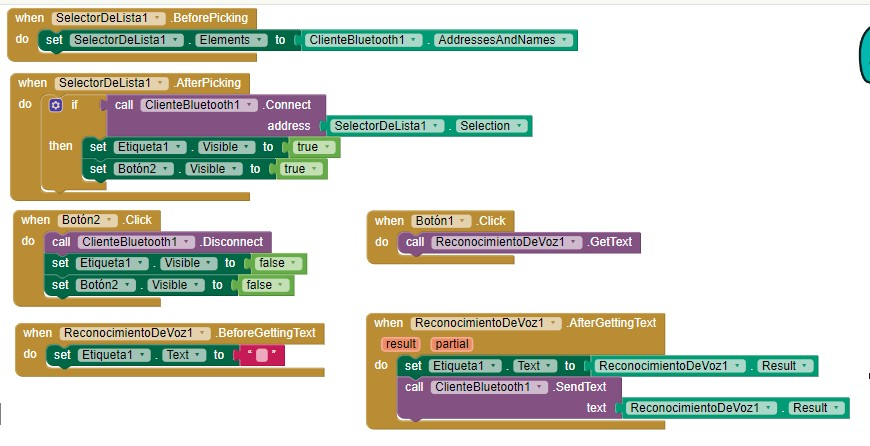 when SelectorDeLista1 .BeforePicking
do set SelectorDeLista1 . Elements to ClienteBluetooth1 . AddressesAndNames
when SelectorDeLista1 .AfterPicking
do if call ClienteBluetooth1 .Connect
address SelectorDeLista1 . Selection
then set Etiqueta1 . Visible to true
set Botón2 . Visible to true
when Botón2 .Click
do call ClienteBluetooth1 .Disconnect
set Etiqueta1 . Visible to false
set Botón2 . Visible to false
when Botón1 .Click
do call ReconocimientoDeVoz1 .GetText
when ReconocimientoDeVoz1 .BeforeGettingText
do set Etiqueta1 . Text to “ ”
when ReconocimientoDeVoz1 .AfterGettingText
result partial
do set Etiqueta1 . Text to ReconocimientoDeVoz1 . Result
call ClienteBluetooth1 .SendText
text ReconocimientoDeVoz1 . Result